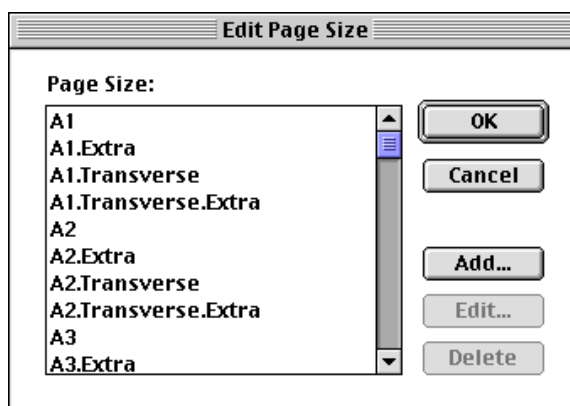 Edit Page Size
Page Size:
A1
A1.Extra
A1.Transverse
A1.Transverse.Extra
A2
A2.Extra
A2.Transverse
A2.Transverse.Extra
A3
A3.Extra
OK
Cancel
Add...
Edit...
Delete